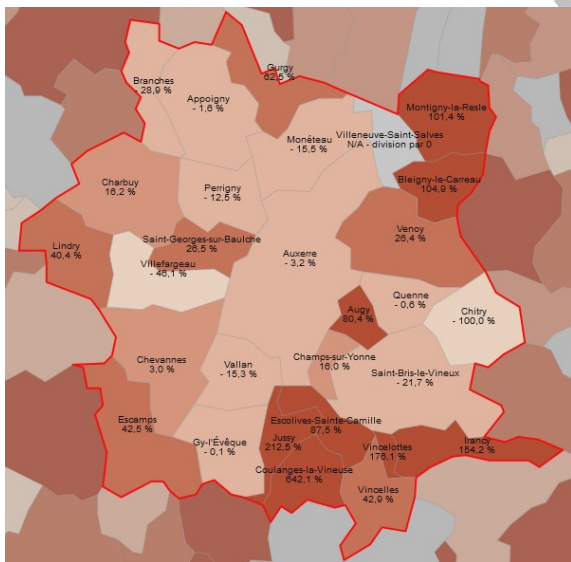 Gurgy
62,5 %
Branches
- 28,9 %
Appoigny
- 1,6 %
Montigny-la-Resle
101,4 %
Monéteau
- 15,5 %
Villeneuve-Saint-Salves
N/A - division par 0
Charbuy
16,2 %
Perrigny
- 12,5 %
Bleigny-le-Carreau
104,9 %
Venoy
26,4 %
Lindry
40,4 %
Saint-Georges-sur-Baulche
26,5 %
Villefargeau
- 46,1 %
Auxerre
- 3,2 %
Quenne
- 0,6 %
Augy
80,4 %
Chitry
- 100,0 %
Chevannes
3,0 %
Vallan
- 15,3 %
Champs-sur-Yonne
16,0 %
Saint-Bris-le-Vineux
- 21,7 %
Escamps
42,5 %
Escolives-Sainte-Camille
87,5 %
Gy-l'Évêque
- 0,1 %
Jussy
212,5 %
Vincelottes
176,1 %
Irancy
154,2 %
Coulanges-la-Vineuse
642,1 %
Vincelles
42,9 %